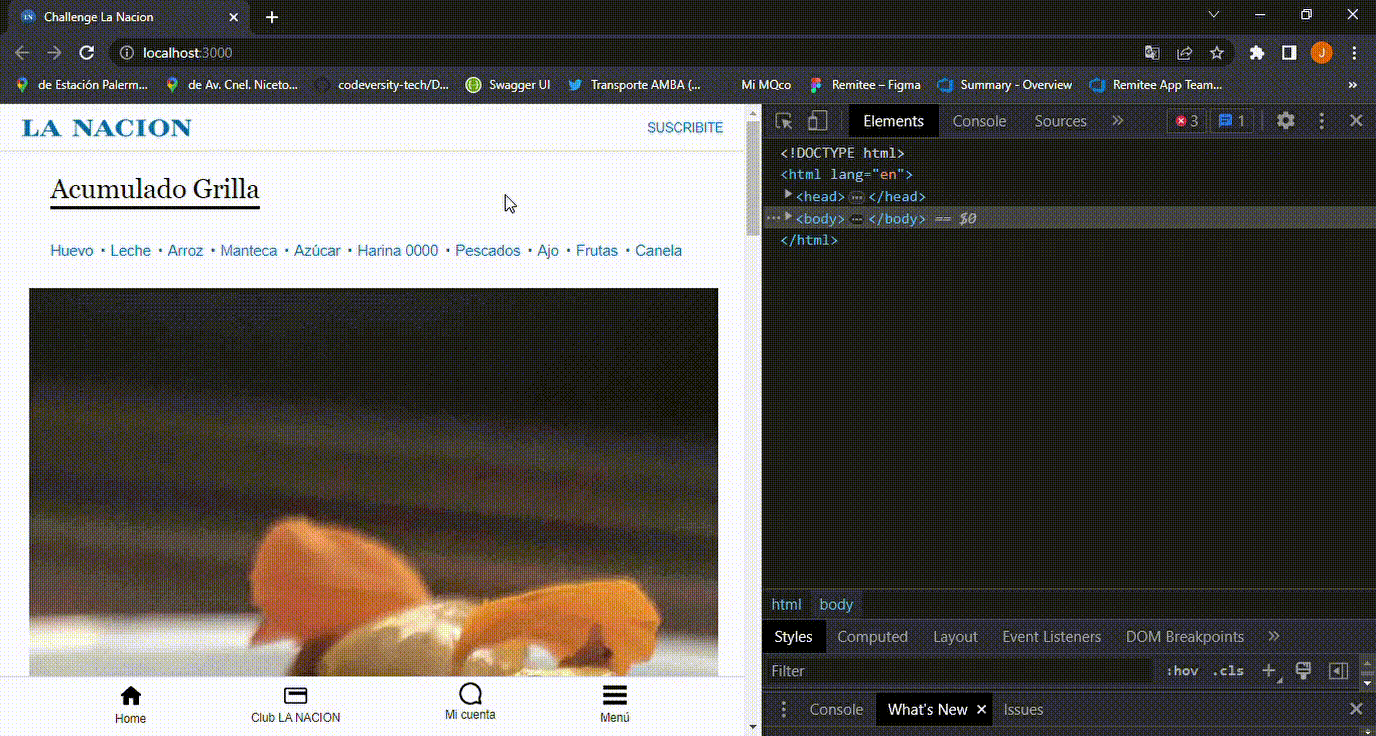 Challenge La Nacion
localhost:3000
de Estación Palerm... de Av. Cnel. Niceto... codeversity-tech/D... Swagger UI Transporte AMBA (... Mi MQco Remitee – Figma Summary - Overview Remitee App Team... »
J
LA NACION SUSCRIBITE
Acumulado Grilla
Huevo • Leche • Arroz • Manteca • Azúcar • Harina 0000 • Pescados • Ajo • Frutas • Canela
Home Club LA NACION Mi cuenta Menú
Elements Console Sources » 3 1
<!DOCTYPE html>
<html lang="en">
<head> … </head>
… <body> … </body> == $0
</html>
html body
Styles Computed Layout Event Listeners DOM Breakpoints »
Filter :hov .cls +
Console What's New × Issues